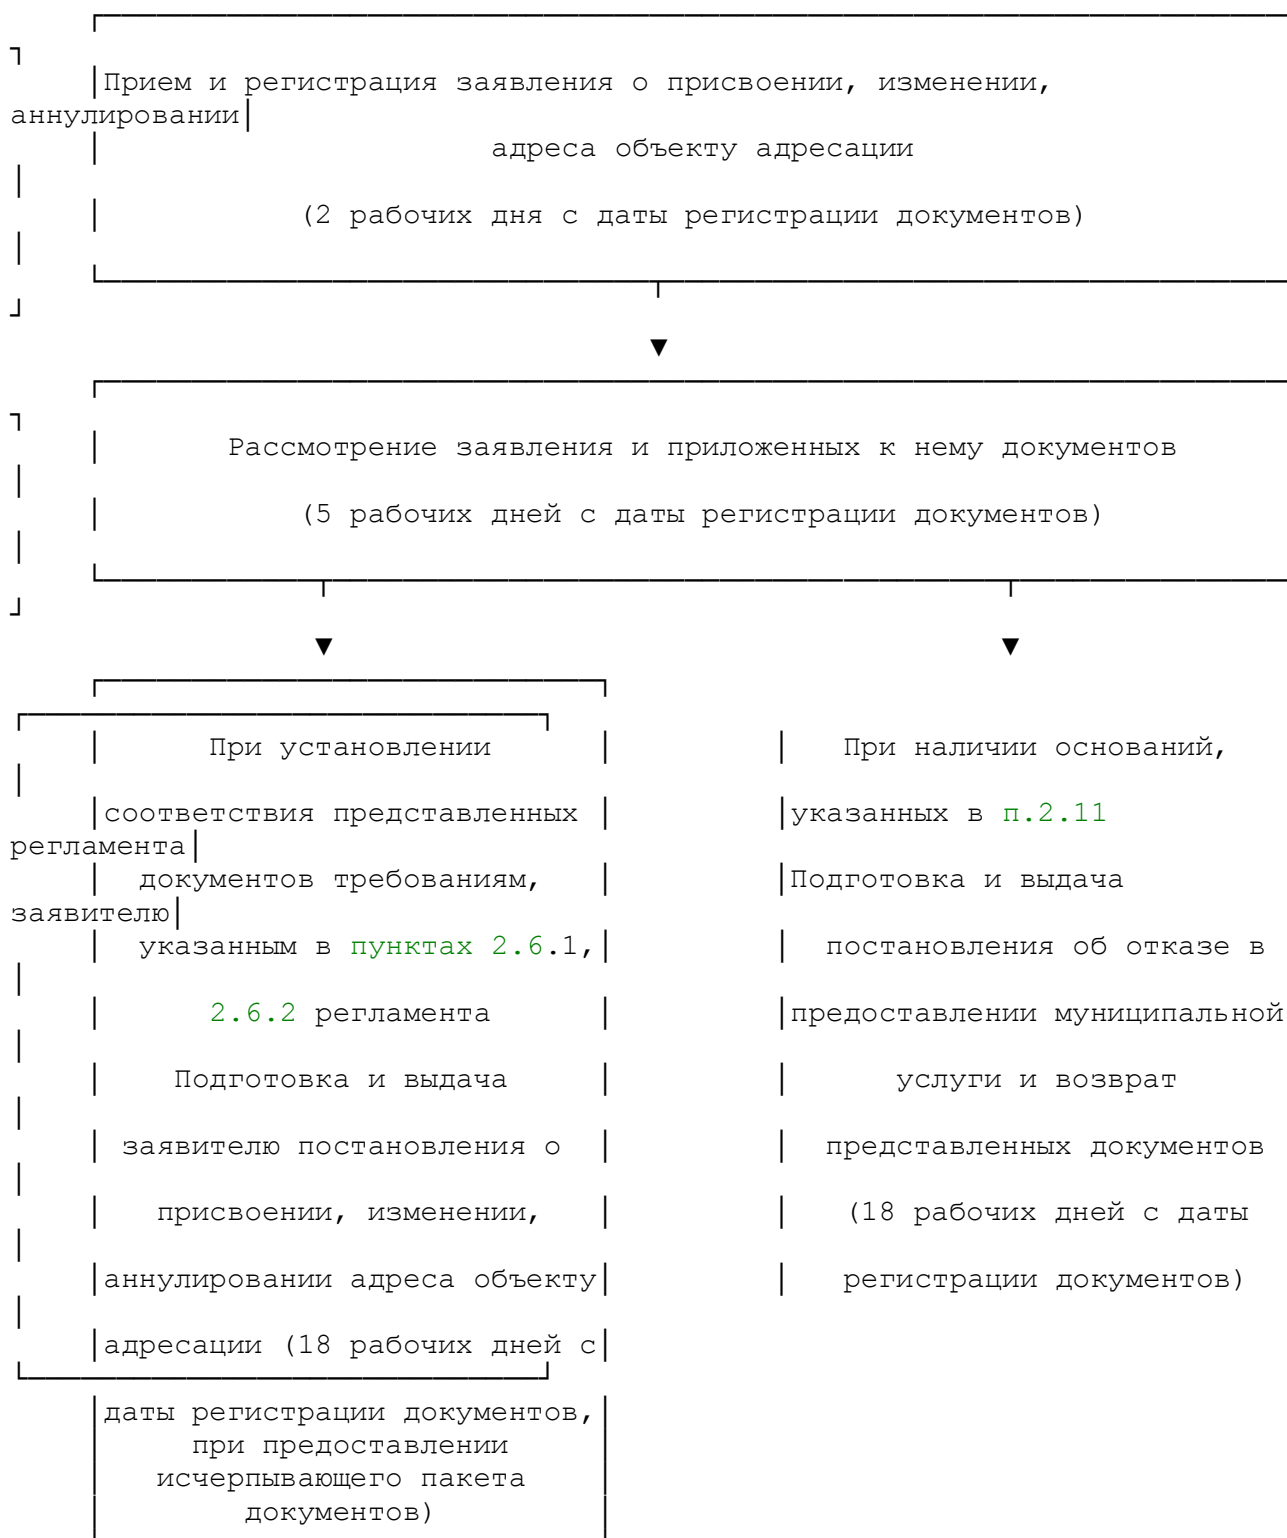 Прием и регистрация заявления о присвоении, изменении,
аннулировании
адреса объекту адресации
(2 рабочих дня с даты регистрации документов)
Рассмотрение заявления и приложенных к нему документов
(5 рабочих дней с даты регистрации документов)
При установлении
соответствия представленных
документов требованиям,
указанным в пунктах 2.6.1,
2.6.2 регламента
Подготовка и выдача
заявителю постановления о
присвоении, изменении,
аннулировании адреса объекту
адресации (18 рабочих дней с
даты регистрации документов,
при предоставлении
исчерпывающего пакета
документов)
При наличии оснований,
указанных в п.2.11
регламента
Подготовка и выдача
заявителю
постановления об отказе в
предоставлении муниципальной
услуги и возврат
представленных документов
(18 рабочих дней с даты
регистрации документов)